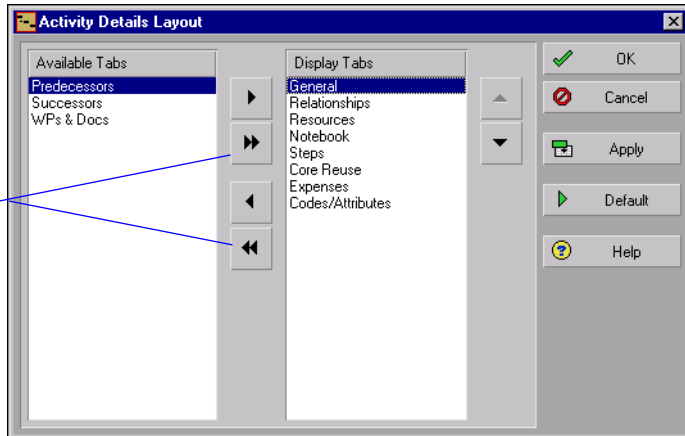 Activity Details Layout
Available Tabs
Predecessors
Successors
WPs & Docs
Display Tabs
General
Relationships
Resources
Notebook
Steps
Core Reuse
Expenses
Codes/Attributes
OK
Cancel
Apply
Default
Help